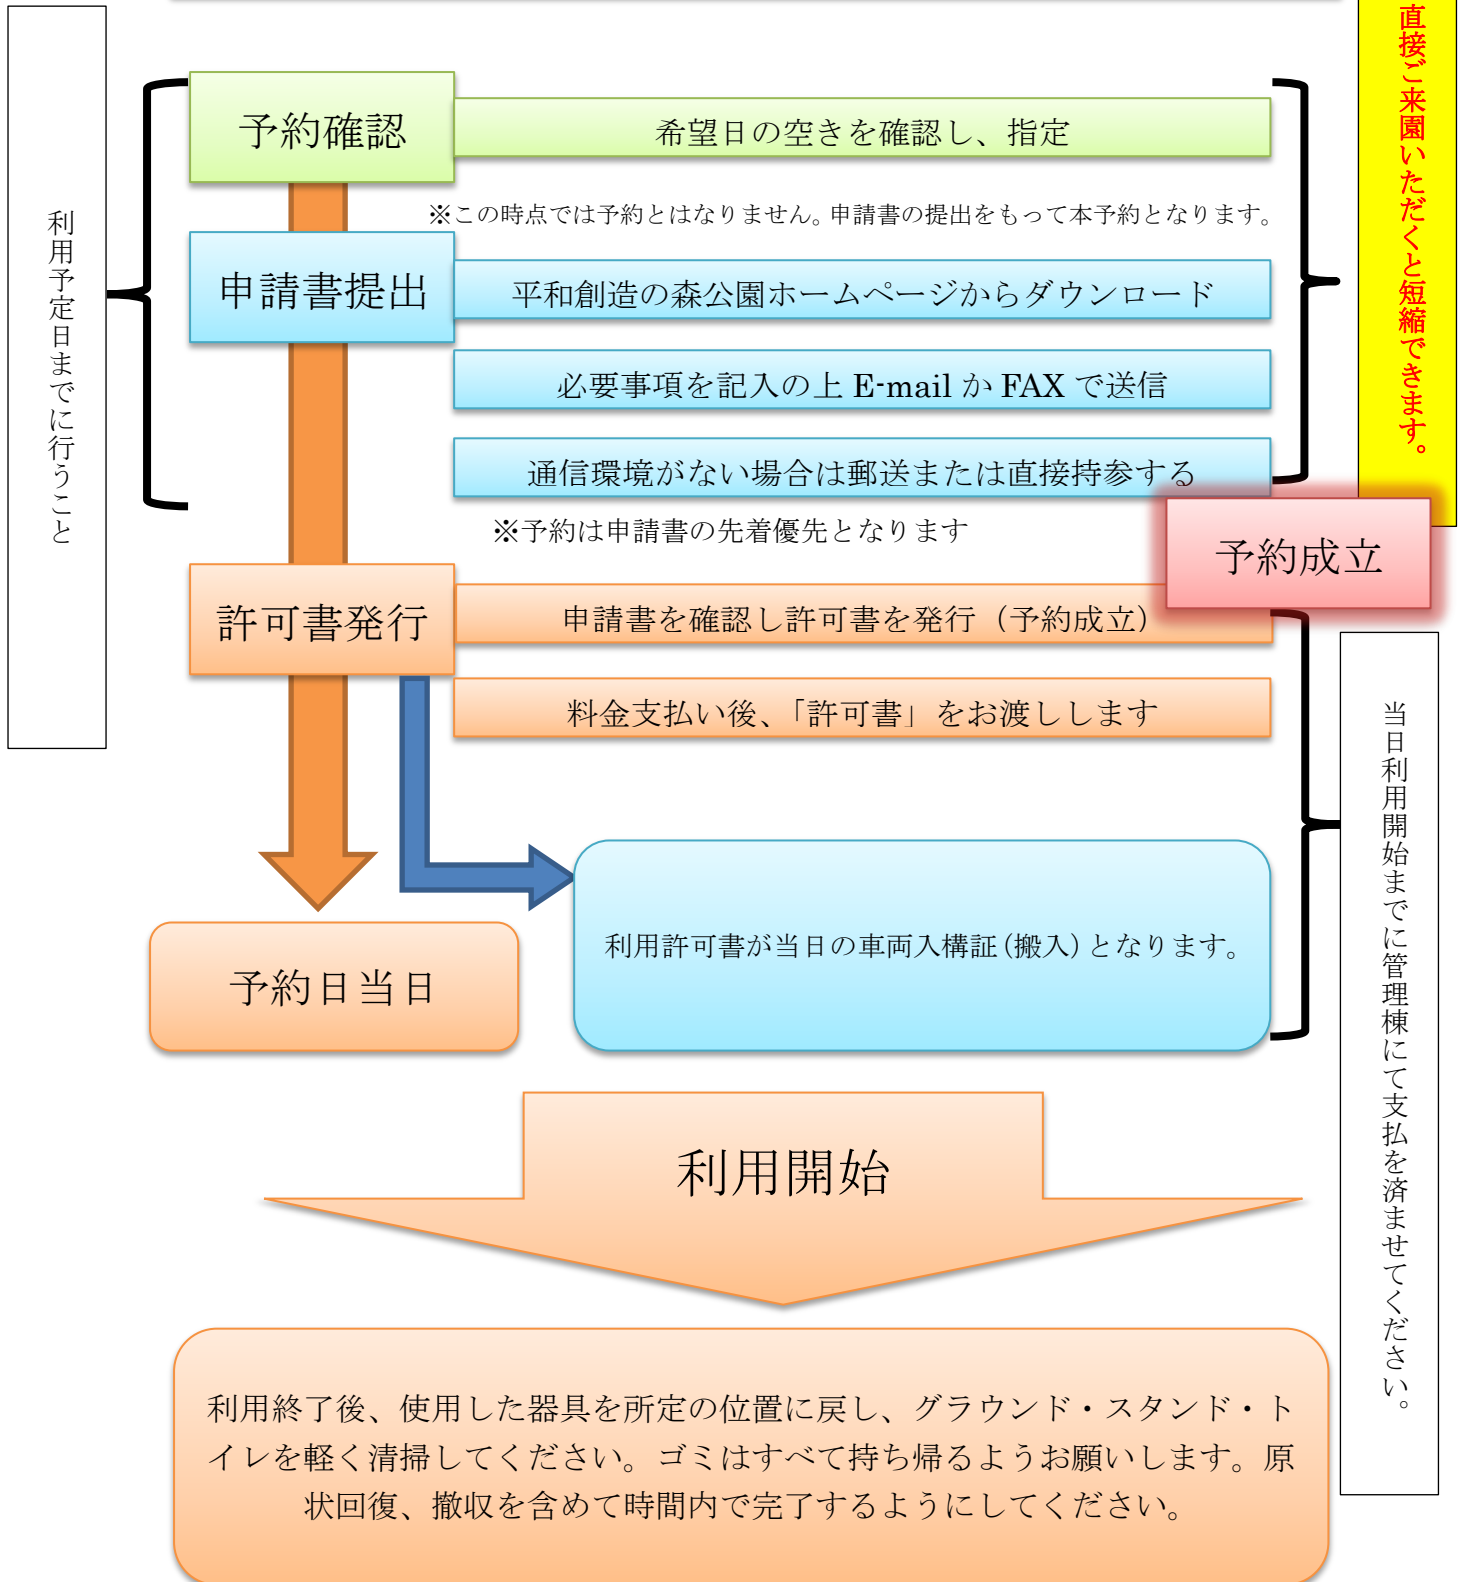 直接ご来園いただくと短縮できます。
利用予定日までに行うこと
予約確認
希望日の空きを確認し、指定
※この時点では予約とはなりません。申請書の提出をもって本予約となります。
申請書提出
平和創造の森公園ホームページからダウンロード
必要事項を記入の上 E-mail か FAX で送信
通信環境がない場合は郵送または直接持参する
※予約は申請書の先着優先となります
予約成立
許可書発行
申請書を確認し許可書を発行（予約成立）
料金支払い後、「許可書」をお渡しします
当日利用開始までに管理棟にて支払を済ませてください。
利用許可書が当日の車両入構証（搬入）となります。
予約日当日
利用開始
利用終了後、使用した器具を所定の位置に戻し、グラウンド・スタンド・ト
イレを軽く清掃してください。ゴミはすべて持ち帰るようお願いします。原
状回復、撤収を含めて時間内で完了するようにしてください。